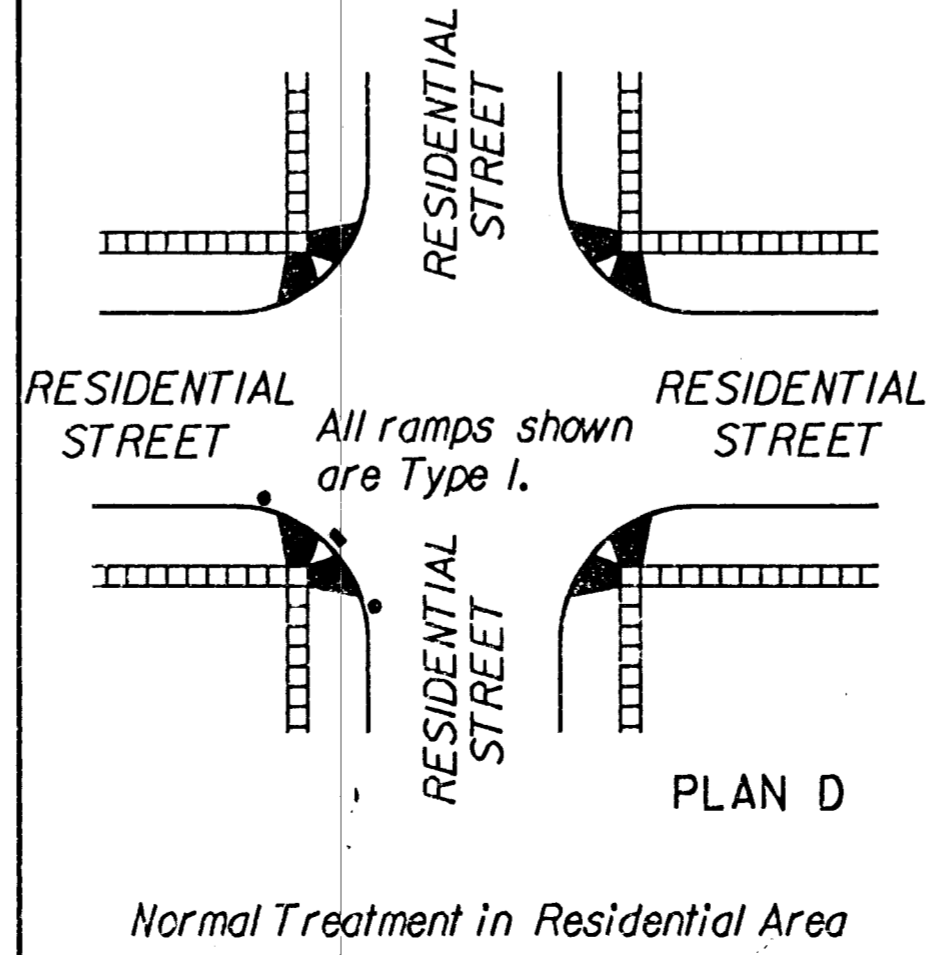 RESIDENTIAL
STREET
RESIDENTIAL
STREET
RESIDENTIAL
STREET
All ramps shown
are Type I.
RESIDENTIAL
STREET
PLAN D
Normal Treatment in Residential Area